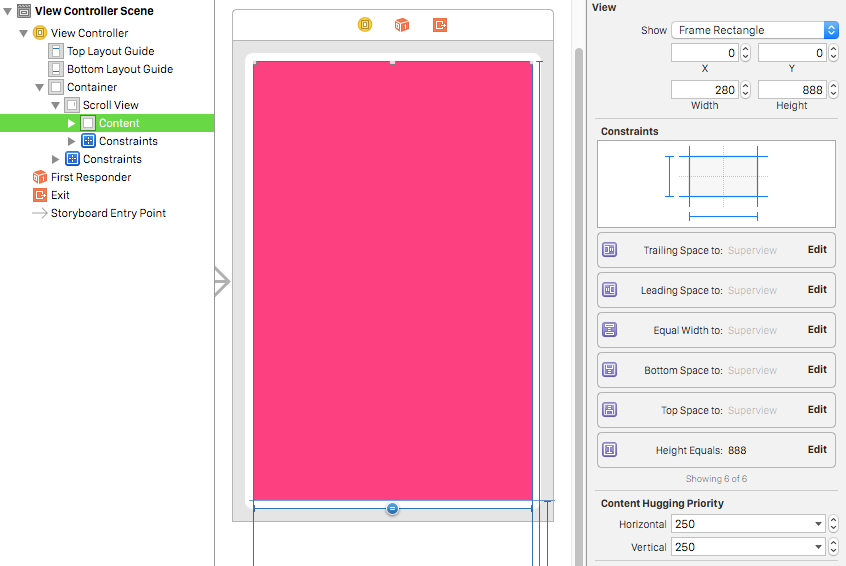 View Controller Scene
View Controller
Top Layout Guide
Bottom Layout Guide
Container
Scroll View
Content
Constraints
Constraints
First Responder
Exit
Storyboard Entry Point
View
Show Frame Rectangle
0 0
X Y
280 888
Width Height
Constraints
Trailing Space to: Superview Edit
Leading Space to: Superview Edit
Equal Width to: Superview Edit
Bottom Space to: Superview Edit
Top Space to: Superview Edit
Height Equals: 888 Edit
Showing 6 of 6
Content Hugging Priority
Horizontal 250
Vertical 250